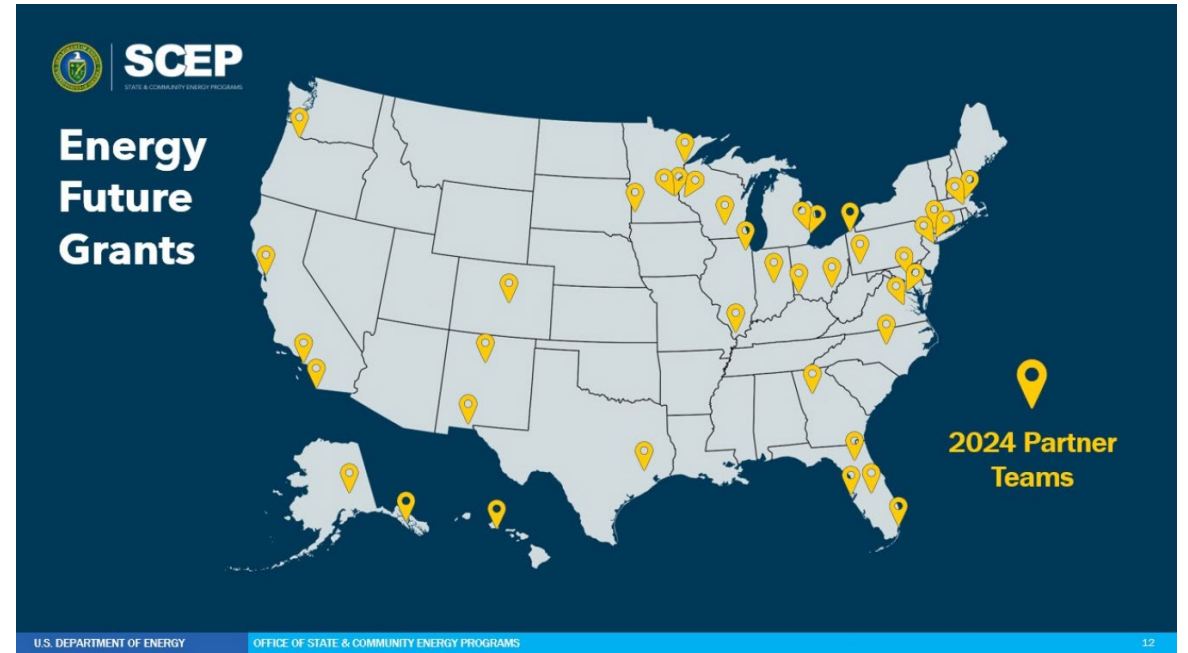 SCEP
STATE & COMMUNITY ENERGY PROGRAMS
Energy
Future
Grants
2024 Partner
Teams
U.S. DEPARTMENT OF ENERGY
OFFICE OF STATE & COMMUNITY ENERGY PROGRAMS
12